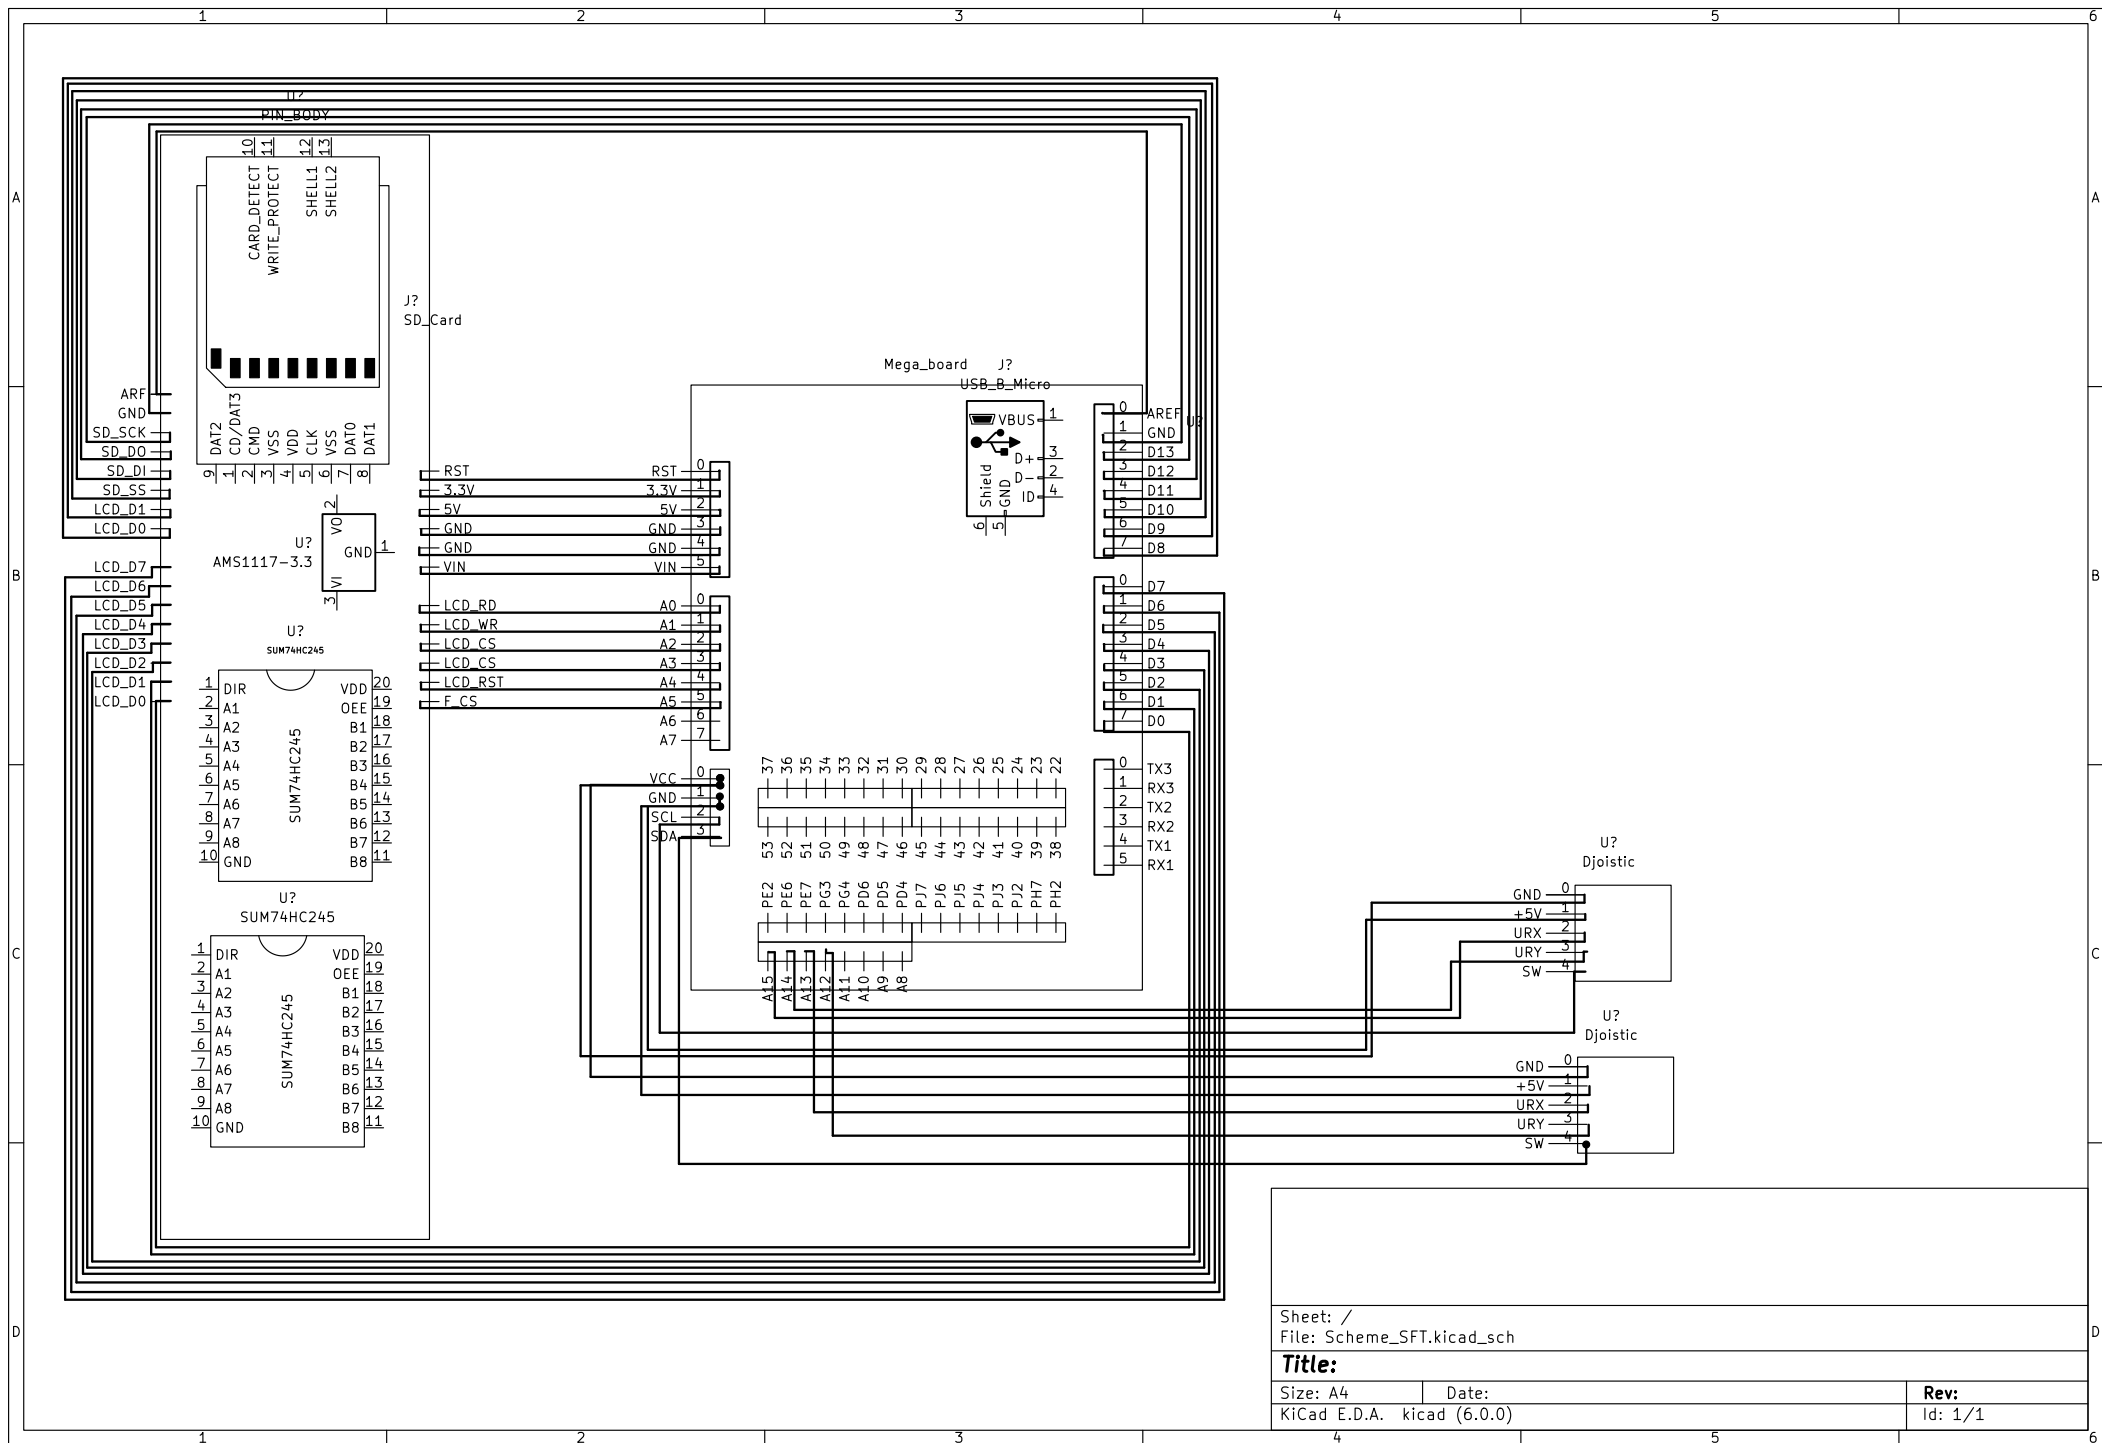 1 2 3 4 5 6
A
B
C
D
A
B
C
D
U?
PIN_BODY
10 CARD_DETECT
11 WRITE_PROTECT
12 SHELL1
13 SHELL2
J?
SD_Card
DAT2 9
CD/DAT3 1
CMD 2
VSS 3
VDD 4
CLK 5
VSS 6
DAT0 7
DAT1 8
ARF
GND
SD_SCK
SD_DO
SD_DI
SD_SS
LCD_D1
LCD_D0
LCD_D7
LCD_D6
LCD_D5
LCD_D4
LCD_D3
LCD_D2
LCD_D1
LCD_D0
U?
AMS1117-3.3
VO 2
GND 1
VI 3
RST
3.3V
5V
GND
GND
VIN
LCD_RD
LCD_WR
LCD_CS
LCD_CS
LCD_RST
F_CS
U?
SUM74HC245
SUM74HC245
1 DIR VDD 20
2 A1 OEE 19
3 A2 B1 18
4 A3 B2 17
5 A4 B3 16
6 A5 B4 15
7 A6 B5 14
8 A7 B6 13
9 A8 B7 12
10 GND B8 11
U?
SUM74HC245
SUM74HC245
1 DIR VDD 20
2 A1 OEE 19
3 A2 B1 18
4 A3 B2 17
5 A4 B3 16
6 A5 B4 15
7 A6 B5 14
8 A7 B6 13
9 A8 B7 12
10 GND B8 11
Mega_board
J?
USB_B_Micro
VBUS 1
D+ 3
D- 2
ID 4
Shield 6
GND 5
U?
RST 0
3.3V 1
5V 2
GND 3
GND 4
VIN 5
A0 0
A1 1
A2 2
A3 3
A4 4
A5 5
A6 6
A7 7
VCC 0
GND 1
SCL 2
SDA 3
0 AREF
1 GND
2 D13
3 D12
4 D11
5 D10
6 D9
7 D8
0 D7
1 D6
2 D5
3 D4
4 D3
5 D2
6 D1
7 D0
0 TX3
1 RX3
2 TX2
3 RX2
4 TX1
5 RX1
37 36 35 34 33 32 31 30 29 28 27 26 25 24 23 22
53 52 51 50 49 48 47 46 45 44 43 42 41 40 39 38
PE2 PE6 PE7 PG3 PG4 PD6 PD5 PD4 PJ7 PJ6 PJ5 PJ4 PJ3 PJ2 PH7 PH2
A15 A14 A13 A12 A11 A10 A9 A8
U?
Djoistic
GND 0
+5V 1
URX 2
URY 3
SW 4
U?
Djoistic
GND 0
+5V 1
URX 2
URY 3
SW 4
Sheet: /
File: Scheme_SFT.kicad_sch
Title:
Size: A4 Date: Rev:
KiCad E.D.A. kicad (6.0.0) Id: 1/1
1 2 3 4 5 6